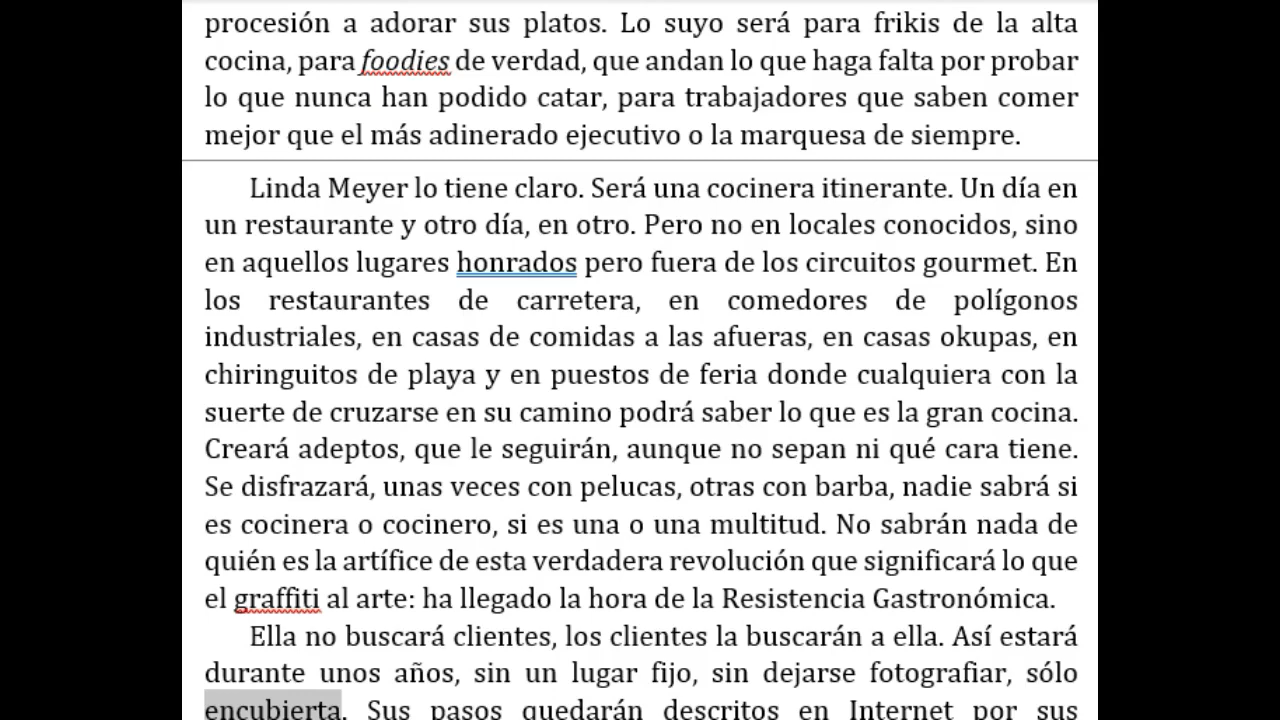 procesión a adorar sus platos. Lo suyo será para frikis de la alta
cocina, para foodies de verdad, que andan lo que haga falta por probar
lo que nunca han podido catar, para trabajadores que saben comer
mejor que el más adinerado ejecutivo o la marquesa de siempre.
Linda Meyer lo tiene claro. Será una cocinera itinerante. Un día en
un restaurante y otro día, en otro. Pero no en locales conocidos, sino
en aquellos lugares honrados pero fuera de los circuitos gourmet. En
los restaurantes de carretera, en comedores de polígonos
industriales, en casas de comidas a las afueras, en casas okupas, en
chiringuitos de playa y en puestos de feria donde cualquiera con la
suerte de cruzarse en su camino podrá saber lo que es la gran cocina.
Creará adeptos, que le seguirán, aunque no sepan ni qué cara tiene.
Se disfrazará, unas veces con pelucas, otras con barba, nadie sabrá si
es cocinera o cocinero, si es una o una multitud. No sabrán nada de
quién es la artífice de esta verdadera revolución que significará lo que
el graffiti al arte: ha llegado la hora de la Resistencia Gastronómica.
Ella no buscará clientes, los clientes la buscarán a ella. Así estará
durante unos años, sin un lugar fijo, sin dejarse fotografiar, sólo
encubierta. Sus pasos quedarán descritos en Internet por sus